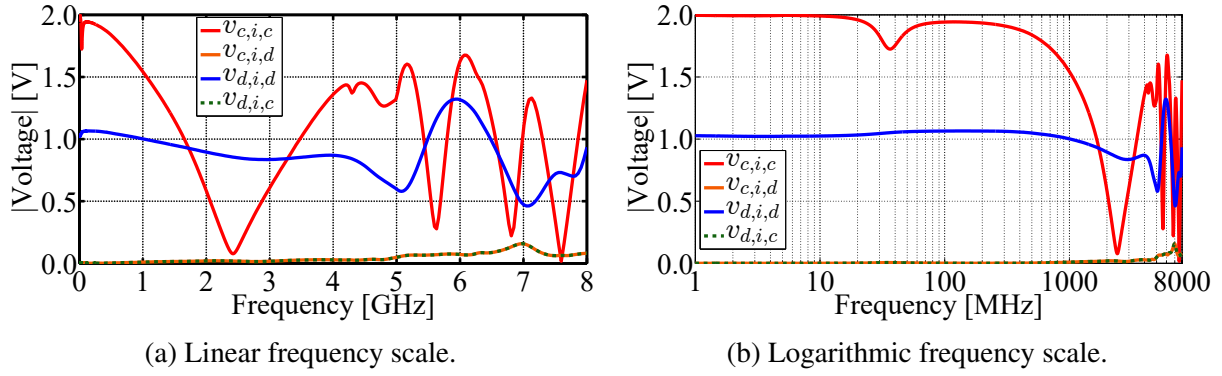 2.0
1.5
1.0
0.5
0.0
|Voltage| [V]
v_{c,i,c}
v_{c,i,d}
v_{d,i,d}
v_{d,i,c}
0 1 2 3 4 5 6 7 8
Frequency [GHz]
(a) Linear frequency scale.
2.0
1.5
1.0
0.5
0.0
|Voltage| [V]
v_{c,i,c}
v_{c,i,d}
v_{d,i,d}
v_{d,i,c}
1 10 100 1000 8000
Frequency [MHz]
(b) Logarithmic frequency scale.